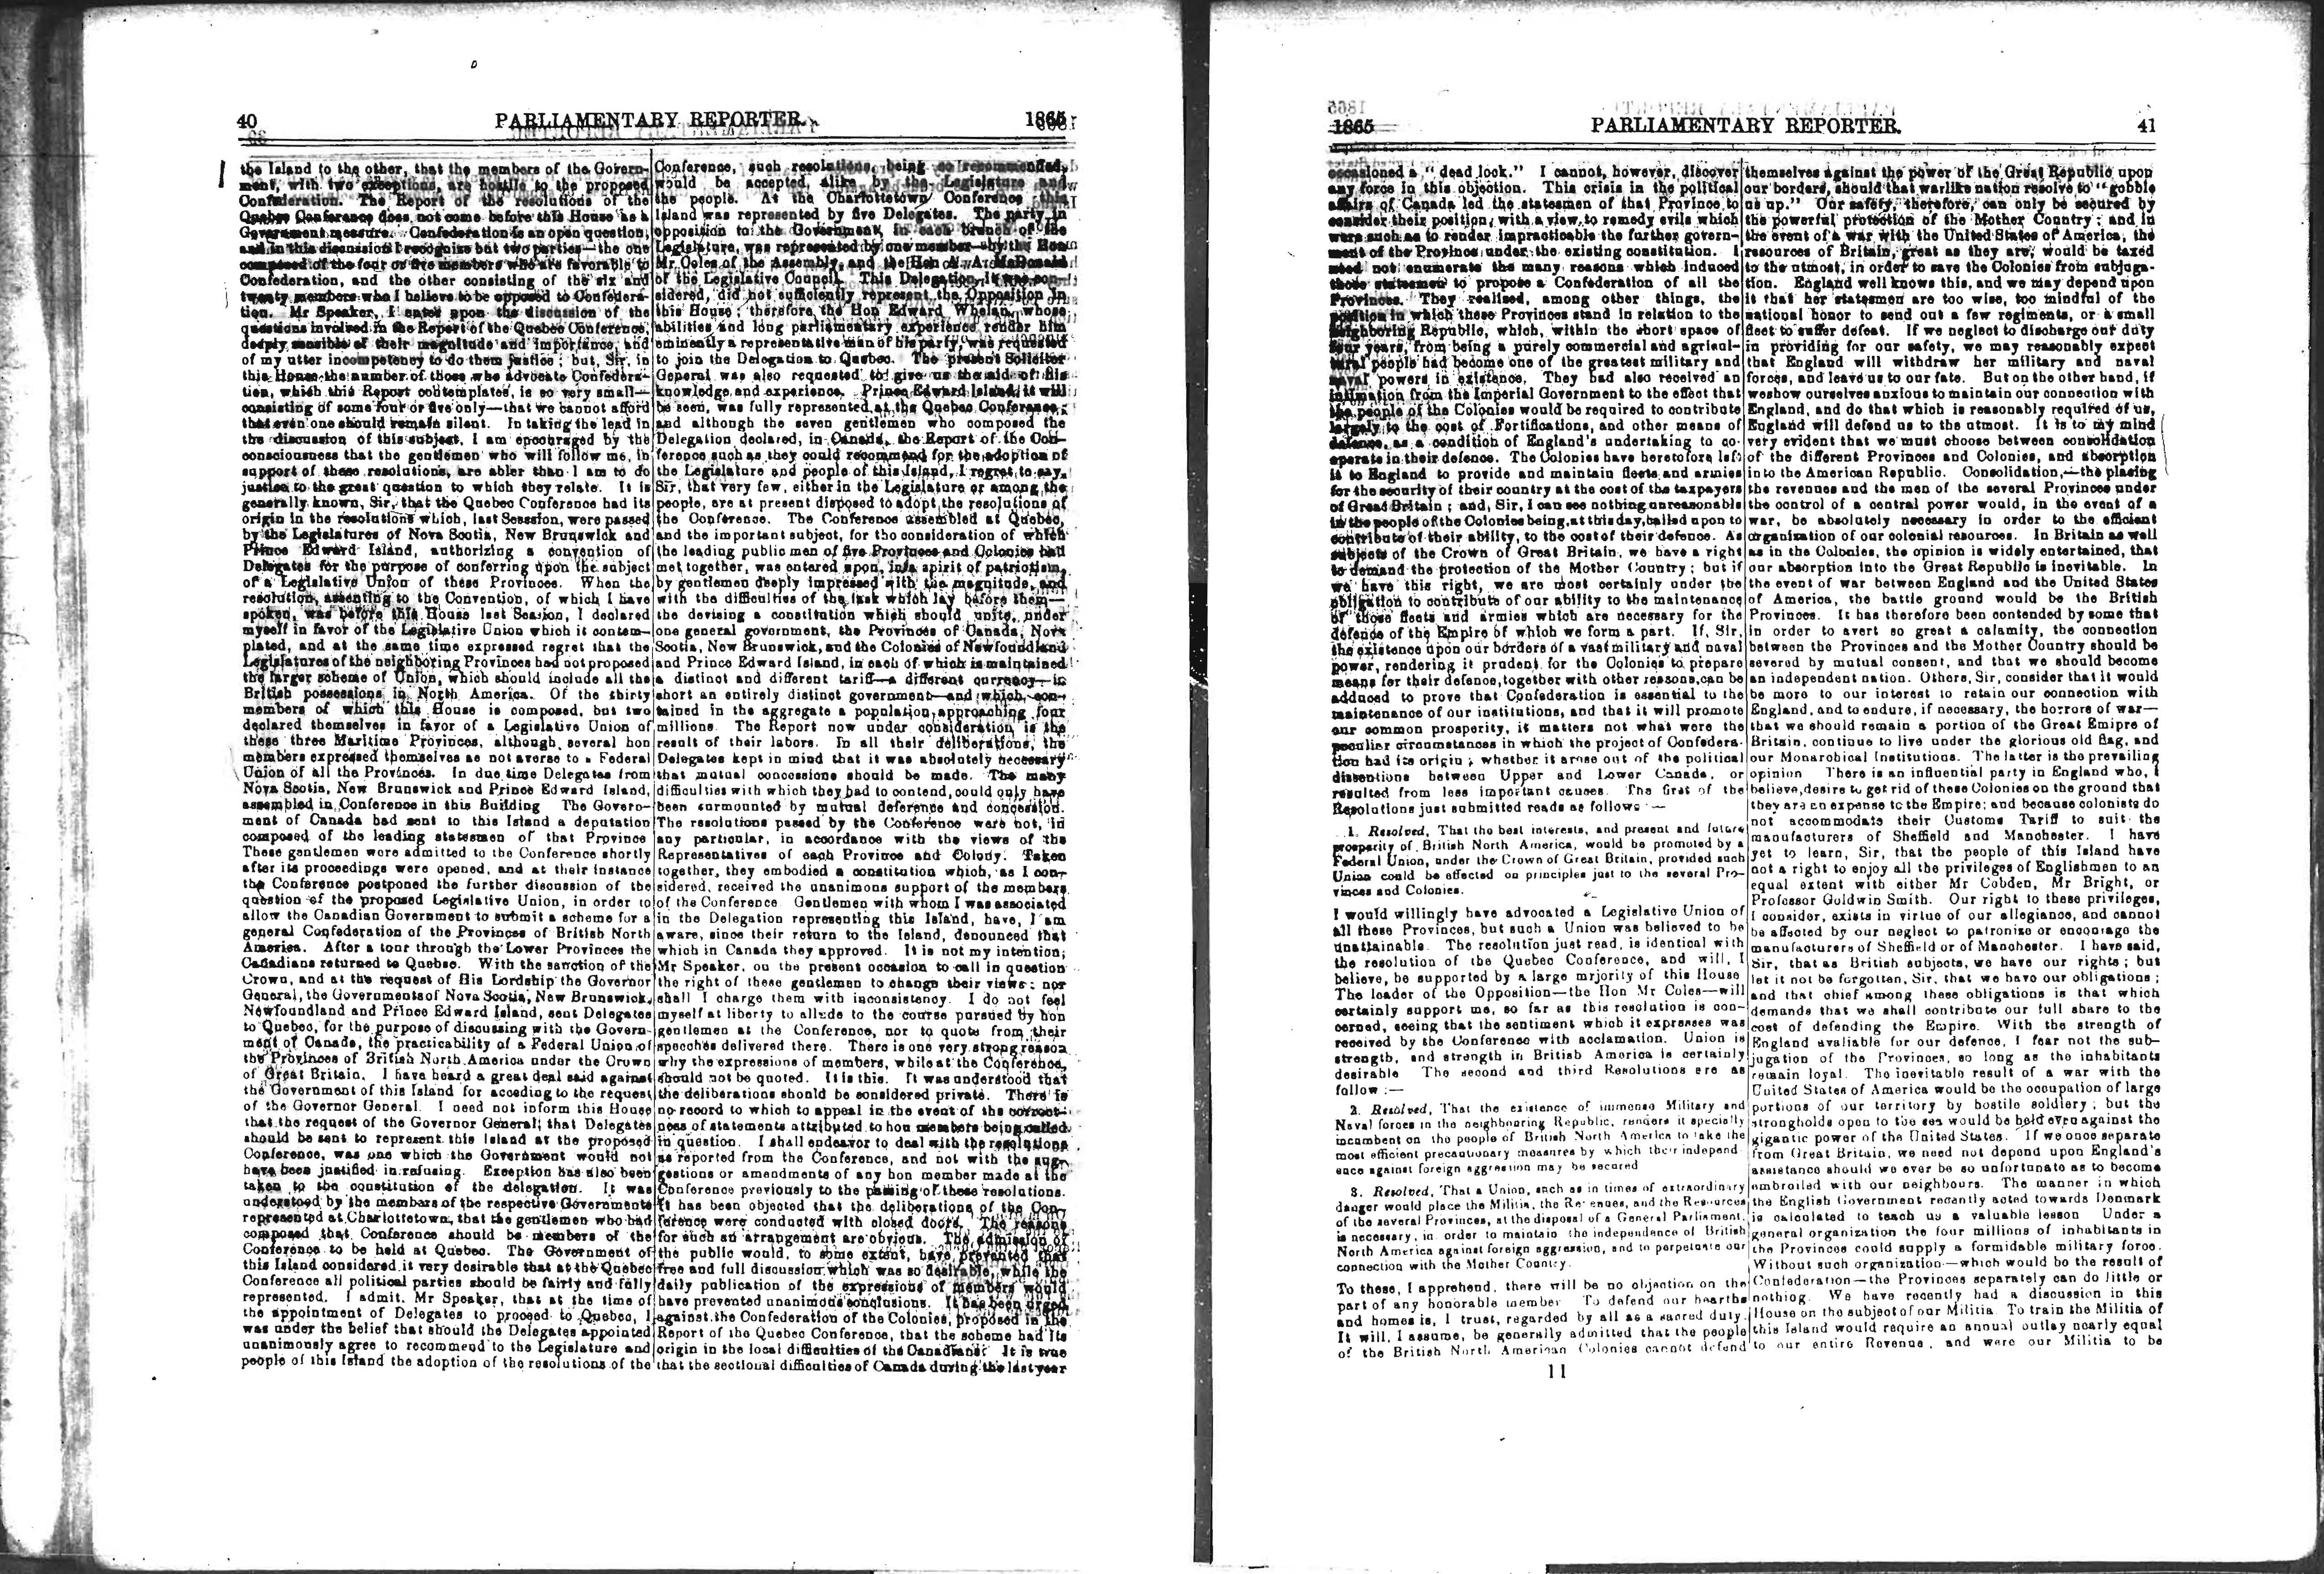 40 PARLIAMENTARY REPORTER. 1865
the Island to the other, that the members of the Govern-
ment, with two exceptions, are hostile to the proposed
Confederation. The Report of the resolutions of the
Quebec Conference does not come before this House as a
Government measure. Confederation is an open question,
and in this discussion I recognise but two parties—the one
composed of the four or five members who are favorable to
Confederation, and the other consisting of the six and
twenty members who I believe to be opposed to Confedera-
tion. Mr Speaker, I enter upon the discussion of the
questions involved in the Report of the Quebec Conference,
deeply sensible of their magnitude and importance, and
of my utter incompetency to do them justice; but, Sir, in
this House the number of those who advocate Confedera-
tion, which this Report contemplates, is so very small—
consisting of some four or five only—that we cannot afford
that even one should remain silent. In taking the lead in
the discussion of this subject, I am encouraged by the
consciousness that the gentlemen who will follow me, in
support of these resolutions, are abler than I am to do
justice to the great question to which they relate. It is
generally known, Sir, that the Quebec Conference had its
origin in the resolutions which, last Session, were passed
by the Legislatures of Nova Scotia, New Brunswick and
Prince Edward Island, authorizing a convention of
Delegates for the purpose of conferring upon the subject
of a Legislative Union of these Provinces. When the
resolution, assenting to the Convention, of which I have
spoken, was before this House last Session, I declared
myself in favor of the Legislative Union which it contem-
plated, and at the same time expressed regret that the
Legislatures of the neighboring Provinces had not proposed
the larger scheme of Union, which should include all the
British possessions in North America. Of the thirty
members of which this House is composed, but two
declared themselves in favor of a Legislative Union of
these three Maritime Provinces, although several hon
members expressed themselves as not averse to a Federal
Union of all the Provinces. In due time Delegates from
Nova Scotia, New Brunswick and Prince Edward Island,
assembled in Conference in this Building The Govern-
ment of Canada had sent to this Island a deputation
composed of the leading statesmen of that Province
These gentlemen were admitted to the Conference shortly
after its proceedings were opened, and at their instance
the Conference postponed the further discussion of the
question of the proposed Legislative Union, in order to
allow the Canadian Government to submit a scheme for a
general Confederation of the Provinces of British North
America. After a tour through the Lower Provinces the
Canadians returned to Quebec. With the sanction of the
Crown, and at the request of His Lordship the Governor
General, the Governments of Nova Scotia, New Brunswick,
Newfoundland and Prince Edward Island, sent Delegates
to Quebec, for the purpose of discussing with the Govern-
ment of Canada, the practicability of a Federal Union of
the Provinces of British North America under the Crown
of Great Britain. I have heard a great deal said against
the Government of this Island for acceding to the request
of the Governor General. I need not inform this House
that the request of the Governor General, that Delegates
should be sent to represent this Island at the proposed
Conference, was one which the Government would not
have been justified in refusing. Exception has also been
taken to the constitution of the delegation. It was
understood by the members of the respective Governments
represented at Charlottetown, that the gentlemen who had
composed that Conference should be members of the
Conference to be held at Quebec. The Government of
this Island considered it very desirable that at the Quebec
Conference all political parties should be fairly and fully
represented. I admit, Mr Speaker, that at the time of
the appointment of Delegates to proceed to Quebec, I
was under the belief that should the Delegates appointed
unanimously agree to recommend to the Legislature and
people of this Island the adoption of the resolutions of the
Conference, such resolutions, being so recommended,
would be accepted, alike by the Legislature and
the people. At the Charlottetown Conference this
Island was represented by five Delegates. The party in
opposition to the Government, in each branch of the
Legislature, was represented by one member—by the Hon
Mr Coles of the Assembly, and the Hon A. A. McDonald
of the Legislative Council. This Delegation, it was con-
sidered, did not sufficiently represent the Opposition in
this House; therefore the Hon Edward Whelan, whose
abilities and long parliamentary experience render him
eminently a representative man of his party, was requested
to join the Delegation to Quebec. The present Solicitor
General was also requested to give us the aid of his
knowledge and experience. Prince Edward Island, it will
be seen, was fully represented at the Quebec Conference,
and although the seven gentlemen who composed the
Delegation declared, in Canada, the Report of the Con-
ference such as they could recommend for the adoption of
the Legislature and people of this Island, I regret to say,
Sir, that very few, either in the Legislature or among the
people, are at present disposed to adopt the resolutions of
the Conference. The Conference assembled at Quebec,
and the important subject, for the consideration of which
the leading public men of five Provinces and Colonies had
met together, was entered upon, in a spirit of patriotism,
by gentlemen deeply impressed with the magnitude, and
with the difficulties of the task which lay before them—
the devising a constitution which should unite, under
one general government, the Provinces of Canada, Nova
Scotia, New Brunswick, and the Colonies of Newfoundland
and Prince Edward Island, in each of which is maintained
a distinct and different tariff—a different currency—in
short an entirely distinct government—and which, con-
tained in the aggregate a population approaching four
millions. The Report now under consideration is the
result of their labors. In all their deliberations, the
Delegates kept in mind that it was absolutely necessary
that mutual concessions should be made. The many
difficulties with which they had to contend, could only have
been surmounted by mutual deference and concession.
The resolutions passed by the Conference were not, in
any particular, in accordance with the views of the
Representatives of each Province and Colony. Taken
together, they embodied a constitution which, as I con-
sidered, received the unanimous support of the members
of the Conference Gentlemen with whom I was associated
in the Delegation representing this Island, have, I am
aware, since their return to the Island, denounced that
which in Canada they approved. It is not my intention,
Mr Speaker, on the present occasion to call in question
the right of these gentlemen to change their views; nor
shall I charge them with inconsistency. I do not feel
myself at liberty to allude to the course pursued by hon
gentlemen at the Conference, nor to quote from their
speeches delivered there. There is one very strong reason
why the expressions of members, while at the Conference,
should not be quoted. It is this. It was understood that
the deliberations should be considered private. There is
no record to which to appeal in the event of the correct-
ness of statements attributed to hon members being called
in question. I shall endeavor to deal with the resolutions
as reported from the Conference, and not with the sug-
gestions or amendments of any hon member made at the
Conference previously to the passing of these resolutions.
It has been objected that the deliberations of the Con-
ference were conducted with closed doors. The reasons
for such an arrangement are obvious. The admission of
the public would, to some extent, have prevented that
free and full discussion which was so desirable, while the
daily publication of the expressions of members would
have prevented unanimous conclusions. It has been urged
against the Confederation of the Colonies, proposed in the
Report of the Quebec Conference, that the scheme had its
origin in the local difficulties of the Canadians. It is true
that the sectional difficulties of Canada during the last year
1865 PARLIAMENTARY REPORTER. 41
occasioned a "dead lock." I cannot, however, discover
any force in this objection. This crisis in the political
affairs of Canada led the statesmen of that Province to
consider their position, with a view to remedy evils which
were such as to render impracticable the further govern-
ment of the Province under the existing constitution. I
need not enumerate the many reasons which induced
those statesmen to propose a Confederation of all the
Provinces. They realised, among other things, the
position in which these Provinces stand in relation to the
neighboring Republic, which, within the short space of
four years, from being a purely commercial and agricul-
tural people had become one of the greatest military and
naval powers in existence. They had also received an
intimation from the Imperial Government to the effect that
the people of the Colonies would be required to contribute
largely to the cost of Fortifications, and other means of
defence, as a condition of England's undertaking to co-
operate in their defence. The Colonies have heretofore left
it to England to provide and maintain fleets and armies
for the security of their country at the cost of the taxpayers
of Great Britain; and, Sir, I can see nothing unreasonable
in the people of the Colonies being, at this day, called upon to
contribute of their ability, to the cost of their defence. As
subjects of the Crown of Great Britain, we have a right
to demand the protection of the Mother Country; but if
we have this right, we are most certainly under the
obligation to contribute of our ability to the maintenance
of those fleets and armies which are necessary for the
defence of the Empire of which we form a part. If, Sir,
the existence upon our borders of a vast military and naval
power, rendering it prudent for the Colonies to prepare
means for their defence, together with other reasons, can be
adduced to prove that Confederation is essential to the
maintenance of our institutions, and that it will promote
our common prosperity, it matters not what were the
peculiar circumstances in which the project of Confedera-
tion had its origin; whether it arose out of the political
dissentions between Upper and Lower Canada, or
resulted from less important causes. The first of the
Resolutions just submitted reads as follows:—
1. Resolved, That the best interests, and present and future
prosperity of British North America, would be promoted by a
Federal Union, under the Crown of Great Britain, provided such
Union could be effected on principles just to the several Pro-
vinces and Colonies.
I would willingly have advocated a Legislative Union of
all these Provinces, but such a Union was believed to be
unattainable. The resolution just read, is identical with
the resolution of the Quebec Conference, and will, I
believe, be supported by a large mrjority of this House
The leader of the Opposition—the Hon Mr Coles—will
certainly support me, so far as this resolution is con-
cerned, seeing that the sentiment which it expresses was
received by the Conference with acclamation. Union is
strength, and strength in British America is certainly
desirable The second and third Resolutions are as
follow:—
2. Resolved, That the existence of immense Military and
Naval forces in the neighbouring Republic, renders it specially
incumbent on the people of British North America to take the
most efficient precautionary measures by which their independ
ence against foreign aggression may be secured
3. Resolved, That a Union, such as in times of extraordinary
danger would place the Militia, the Revenues, and the Resources
of the several Provinces, at the disposal of a General Parliament,
is necessary, in order to maintain the independence of British
North America against foreign aggression, and to perpetuate our
connection with the Mother Country.
To these, I apprehend, there will be no objection on the
part of any honorable member To defend our hearths
and homes is, I trust, regarded by all as a sacred duty.
It will, I assume, be generally admitted that the people
of the British North American Colonies cannot defend
themselves against the power of the Great Republic upon
our borders, should that warlike nation resolve to "gobble
us up." Our safety, therefore, can only be secured by
the powerful protection of the Mother Country; and in
the event of a war with the United States of America, the
resources of Britain, great as they are, would be taxed
to the utmost, in order to save the Colonies from subjuga-
tion. England well knows this, and we may depend upon
it that her statesmen are too wise, too mindful of the
national honor to send out a few regiments, or a small
fleet to suffer defeat. If we neglect to discharge our duty
in providing for our safety, we may reasonably expect
that England will withdraw her military and naval
forces, and leave us to our fate. But on the other hand, if
we show ourselves anxious to maintain our connection with
England, and do that which is reasonably required of us,
England will defend us to the utmost. It is to my mind
very evident that we must choose between consolidation
of the different Provinces and Colonies, and absorption
into the American Republic. Consolidation,—the placing
the revenues and the men of the several Provinces under
the control of a central power would, in the event of a
war, be absolutely necessary in order to the efficient
organization of our colonial resources. In Britain as well
as in the Colonies, the opinion is widely entertained, that
our absorption into the Great Republic is inevitable. In
the event of war between England and the United States
of America, the battle ground would be the British
Provinces. It has therefore been contended by some that
in order to avert so great a calamity, the connection
between the Provinces and the Mother Country should be
severed by mutual consent, and that we should become
an independent nation. Others, Sir, consider that it would
be more to our interest to retain our connection with
England, and to endure, if necessary, the horrors of war—
that we should remain a portion of the Great Emipre of
Britain, continue to live under the glorious old flag, and
our Monarchical Institutions. The latter is the prevailing
opinion There is an influential party in England who, I
believe, desire to get rid of these Colonies on the ground that
they are an expense to the Empire; and because colonists do
not accommodate their Customs Tariff to suit the
manufacturers of Sheffield and Manchester. I have
yet to learn, Sir, that the people of this Island have
not a right to enjoy all the privileges of Englishmen to an
equal extent with either Mr Cobden, Mr Bright, or
Professor Goldwin Smith. Our right to these privileges,
I consider, exists in virtue of our allegiance, and cannot
be affected by our neglect to patronize or encourage the
manufacturers of Sheffield or of Manchester. I have said,
Sir, that as British subjects, we have our rights; but
let it not be forgotten, Sir, that we have our obligations;
and that chief among these obligations is that which
demands that we shall contribute our full share to the
cost of defending the Empire. With the strength of
England avaliable for our defence, I fear not the sub-
jugation of the Provinces, so long as the inhabitants
remain loyal. The inevitable result of a war with the
United States of America would be the occupation of large
portions of our territory by hostile soldiery; but the
strongholds open to the sea would be held even against the
gigantic power of the United States. If we once separate
from Great Britain, we need not depend upon England's
assistance should we ever be so unfortunate as to become
embroiled with our neighbours. The manner in which
the English Government recently acted towards Denmark
is calculated to teach us a valuable lesson Under a
general organization the four millions of inhabitants in
the Provinces could supply a formidable military force.
Without such organization—which would be the result of
Confederation—the Provinces separately can do little or
nothing. We have recently had a discussion in this
House on the subject of our Militia. To train the Militia of
this Island would require an annual outlay nearly equal
to our entire Revenue, and were our Militia to be
11